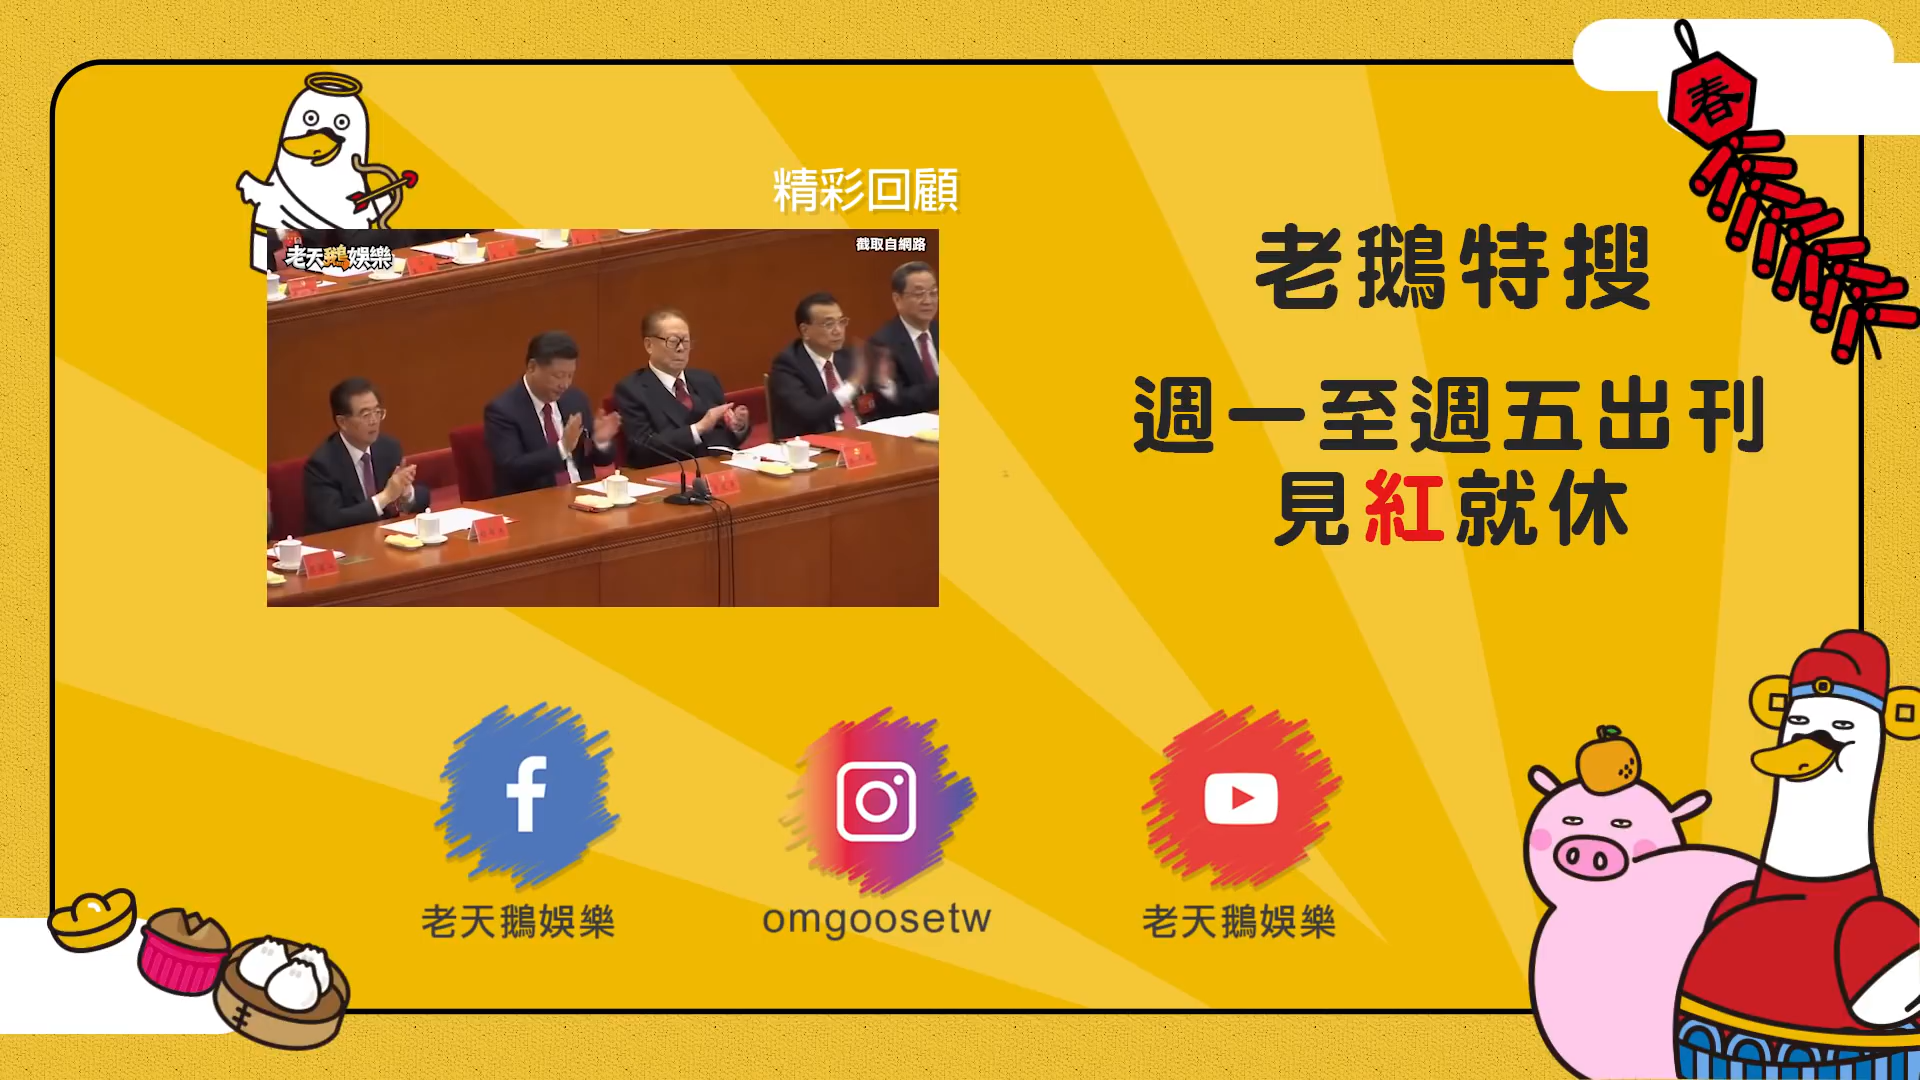 春
精彩回顧
老天鵝娛樂
截取自網路
老鵝特搜
週一至週五出刊
見紅就休
老天鵝娛樂
omgoosetw
老天鵝娛樂